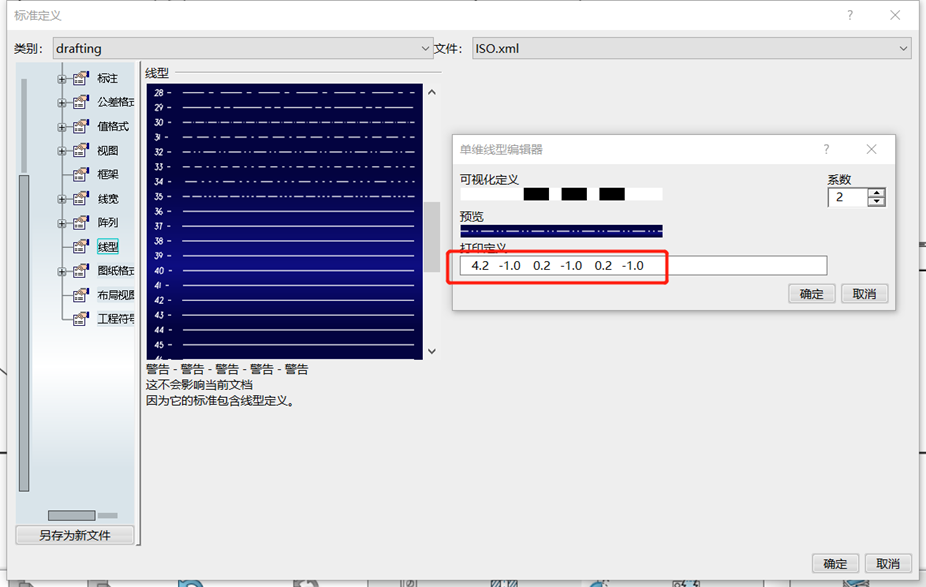 标准定义
类别: drafting 文件: ISO.xml
标注
公差格式
值格式
视图
框架
线宽
阵列
线型
图纸格式
布局视图
工程符号
另存为新文件
线型
28
29
30
31
32
33
34
35
36
37
38
39
40
41
42
43
44
45
警告 - 警告 - 警告 - 警告 - 警告
这不会影响当前文档
因为它的标准包含线型定义。
单维线型编辑器
可视化定义
系数
2
预览
打印定义
4.2 -1.0 0.2 -1.0 0.2 -1.0
确定 取消
确定 取消